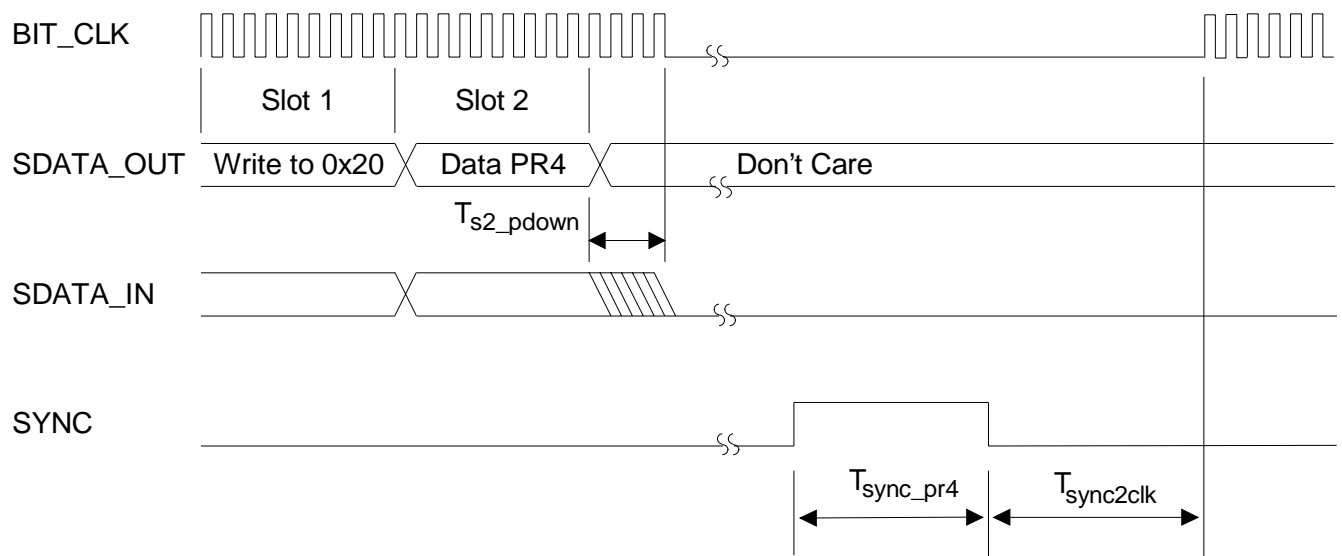 BIT_CLK
Slot 1 Slot 2
SDATA_OUT Write to 0x20 Data PR4 Don't Care
Ts2_pdown
SDATA_IN
SYNC
Tsync_pr4 Tsync2clk